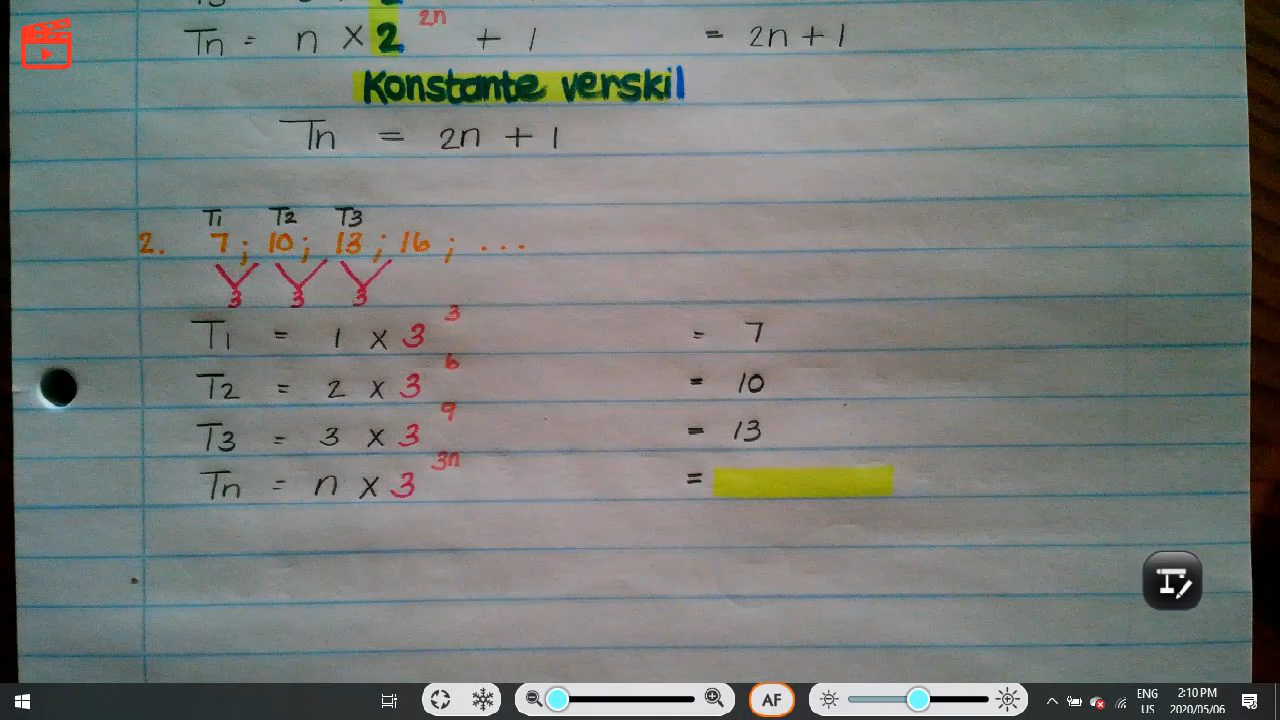 2n
Tn = n × 2 + 1 = 2n + 1
Konstante verskil
Tn = 2n + 1
T1 T2 T3
2. 7 ; 10 ; 13 ; 16 ; ...
3 3 3
3
T1 = 1 × 3 = 7
6
T2 = 2 × 3 = 10
9
T3 = 3 × 3 = 13
3n
Tn = n × 3 =
AF
ENG 2:10 PM
US 2020/05/06